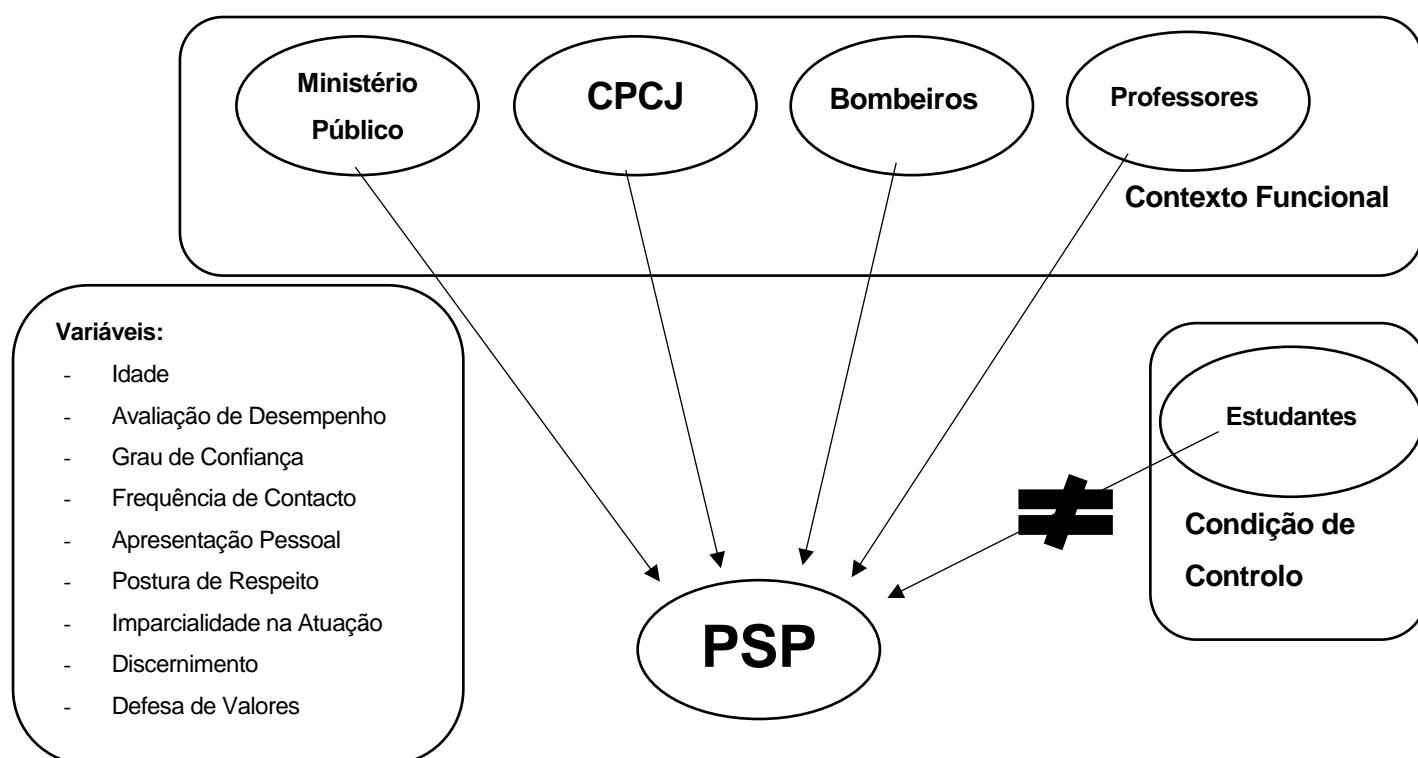 Ministério
Público
CPCJ
Bombeiros
Professores
Contexto Funcional
Variáveis:
- Idade
- Avaliação de Desempenho
- Grau de Confiança
- Frequência de Contacto
- Apresentação Pessoal
- Postura de Respeito
- Imparcialidade na Atuação
- Discernimento
- Defesa de Valores
Estudantes
≠
Condição de
Controlo
PSP